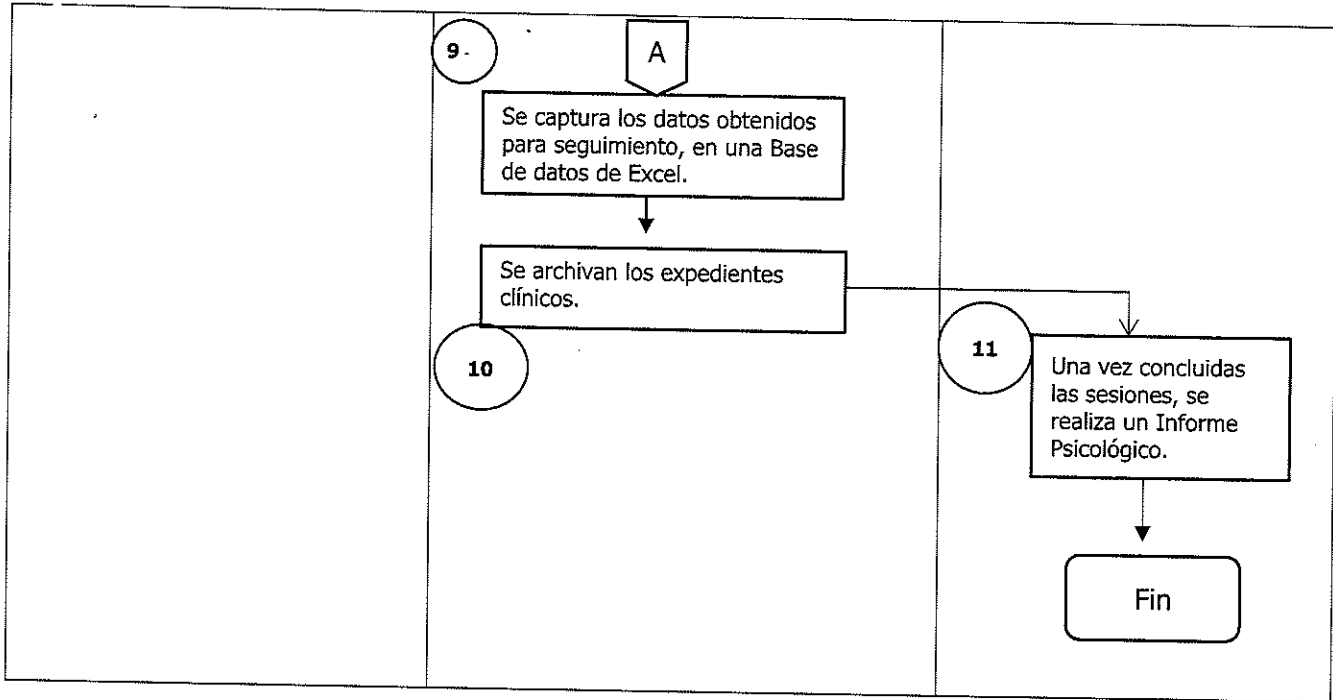 9
A
Se captura los datos obtenidos
para seguimiento, en una Base
de datos de Excel.
Se archivan los expedientes
clínicos.
10
11
Una vez concluidas
las sesiones, se
realiza un Informe
Psicológico.
Fin